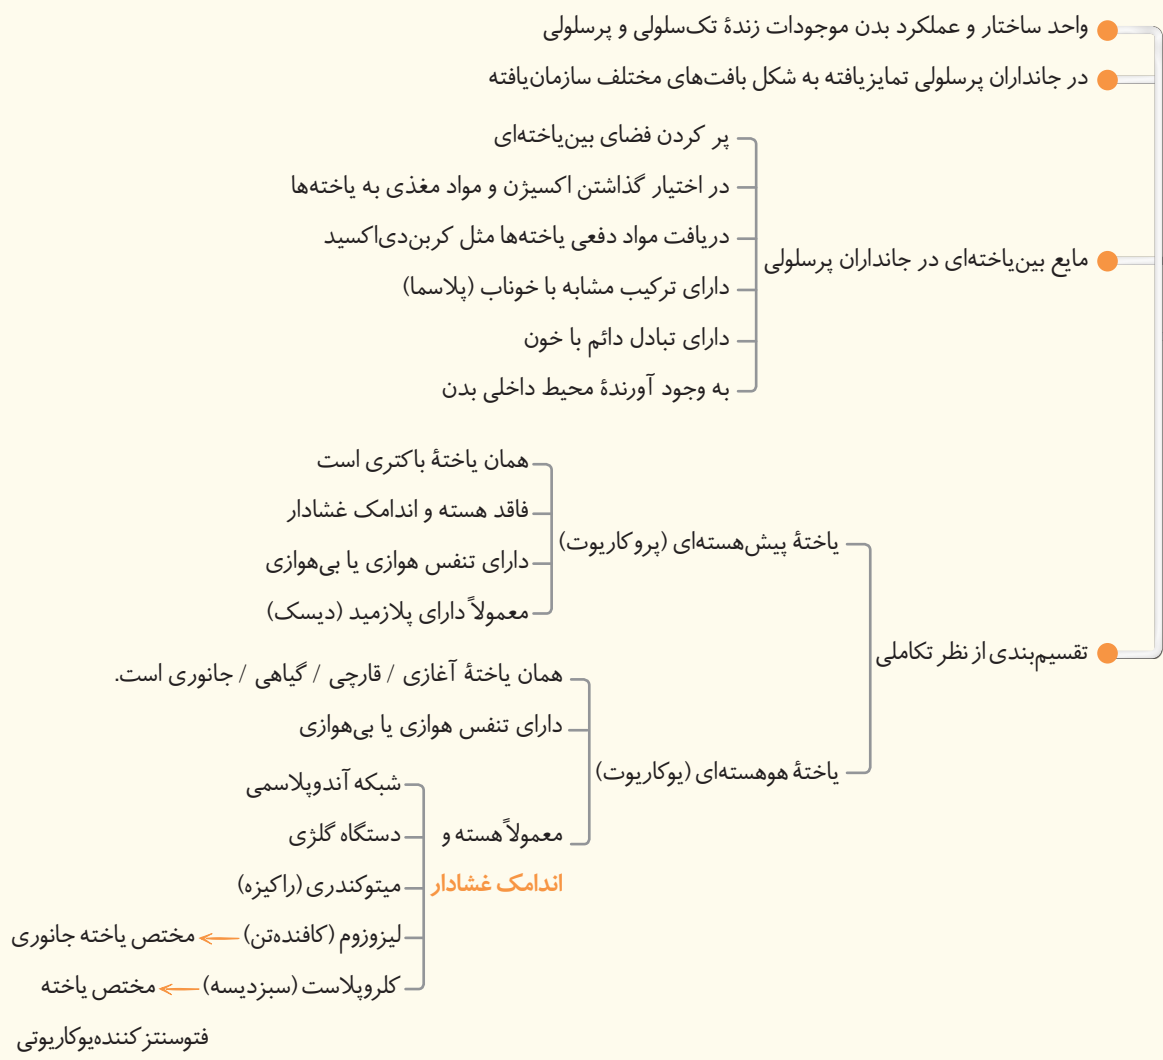 واحد ساختار و عملکرد بدن موجودات زندهٔ تک‌سلولی و پرسلولی
در جانداران پرسلولی تمایزیافته به شکل بافت‌های مختلف سازمان‌یافته
مایع بین‌یاخته‌ای در جانداران پرسلولی
پر کردن فضای بین‌یاخته‌ای
در اختیار گذاشتن اکسیژن و مواد مغذی به یاخته‌ها
دریافت مواد دفعی یاخته‌ها مثل کربن‌دی‌اکسید
دارای ترکیب مشابه با خوناب (پلاسما)
دارای تبادل دائم با خون
به وجود آورندهٔ محیط داخلی بدن
تقسیم‌بندی از نظر تکاملی
یاختهٔ پیش‌هسته‌ای (پروکاریوت)
همان یاختهٔ باکتری است
فاقد هسته و اندامک غشادار
دارای تنفس هوازی یا بی‌هوازی
معمولاً دارای پلازمید (دیسک)
یاختهٔ هوهسته‌ای (یوکاریوت)
همان یاختهٔ آغازی / قارچی / گیاهی / جانوری است.
دارای تنفس هوازی یا بی‌هوازی
معمولاً هسته و
اندامک غشادار
شبکه آندوپلاسمی
دستگاه گلژی
میتوکندری (راکیزه)
لیزوزوم (کافنده‌تن) ← مختص یاخته جانوری
کلروپلاست (سبزدیسه) ← مختص یاخته
فتوسنتز کننده‌یوکاریوتی